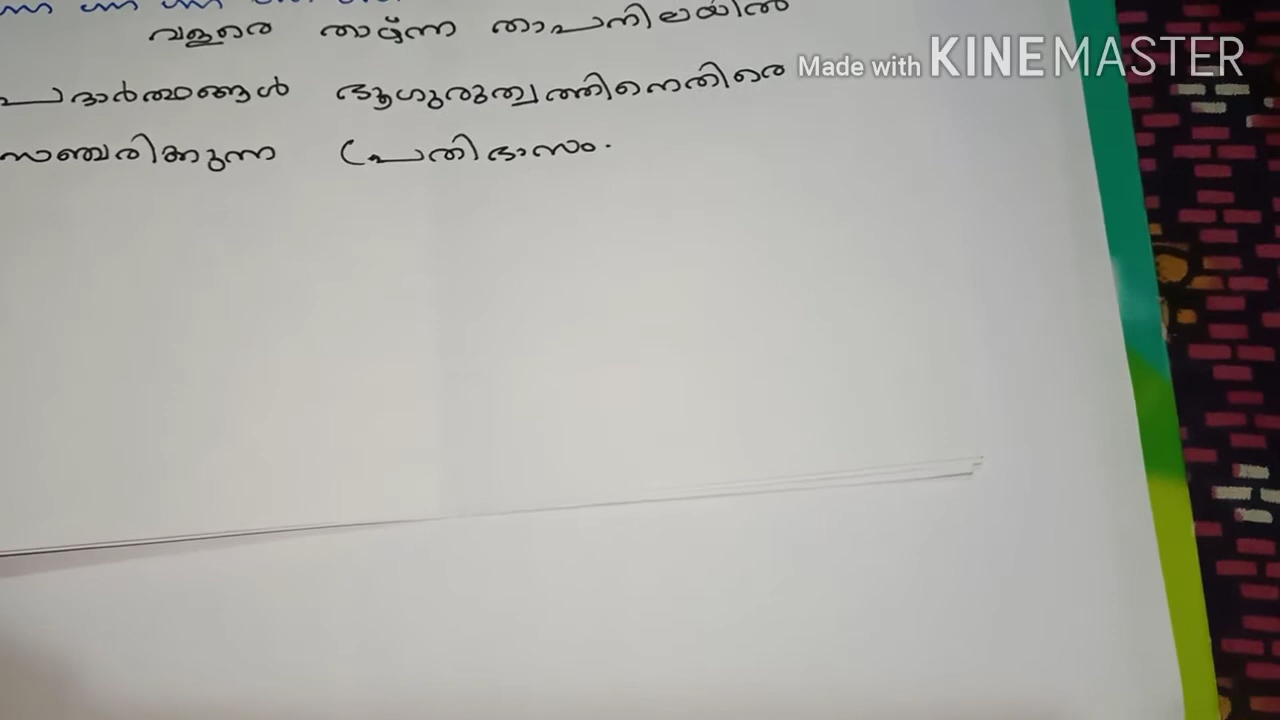 വളരെ താഴ്ന്ന താപനിലയിൽ
Made with KINEMASTER
പദാർത്ഥങ്ങൾ ഭൂഗുരുത്വത്തിനെതിരെ
സഞ്ചരിക്കുന്ന പ്രതിഭാസം.